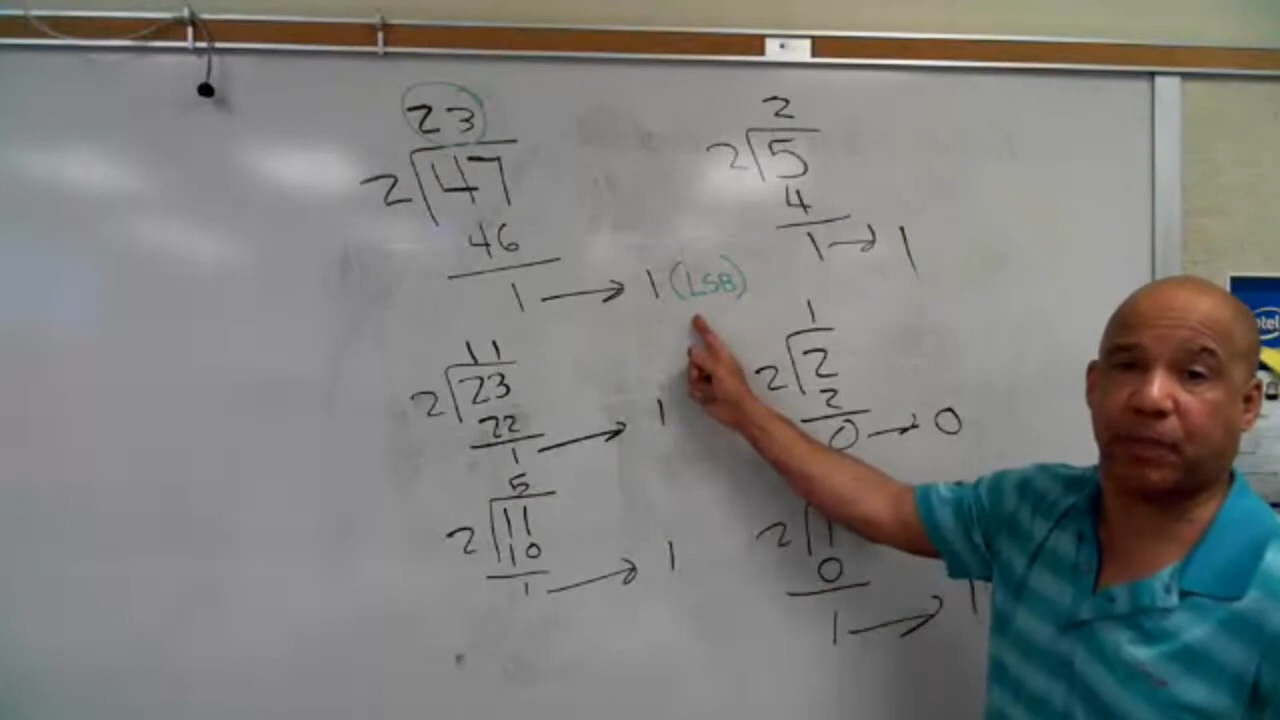 23
2 47
46
1 → 1 (LSB)
11
2 23
22
1 → 1
5
2 11
10
1 → 1
2
2 5
4
1 → 1
1
2 2
2
0 → 0
2 1
0
1 → 1
intel